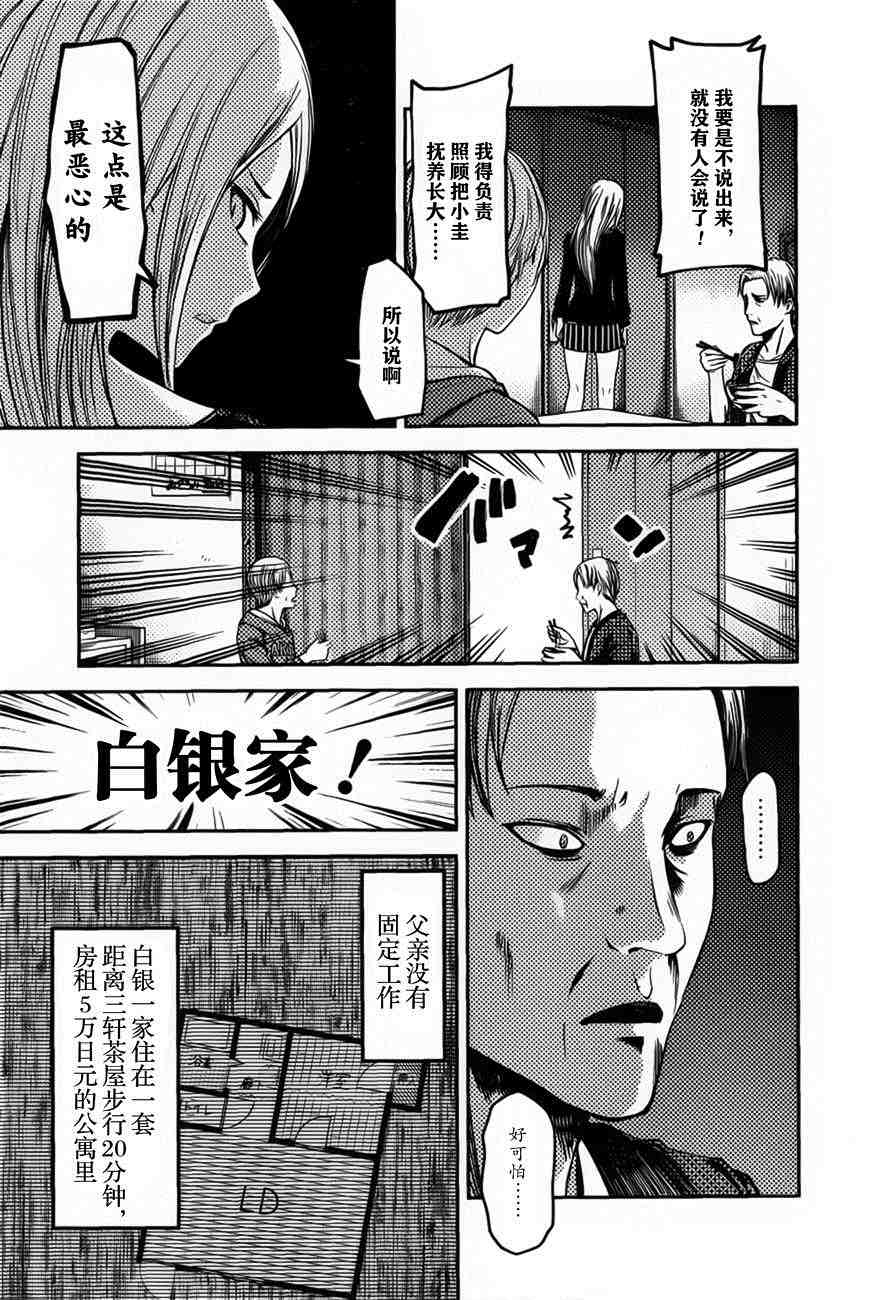 我要是不说出来，
就没有人会说了！
我得负责
照顾把小圭
抚养长大……
所以说啊
这点是
最恶心的
……
好可怕……
白银家！
父亲没有
固定工作
白银一家住在一套
距离三轩茶屋步行20分钟，
房租5万日元的公寓里
LD